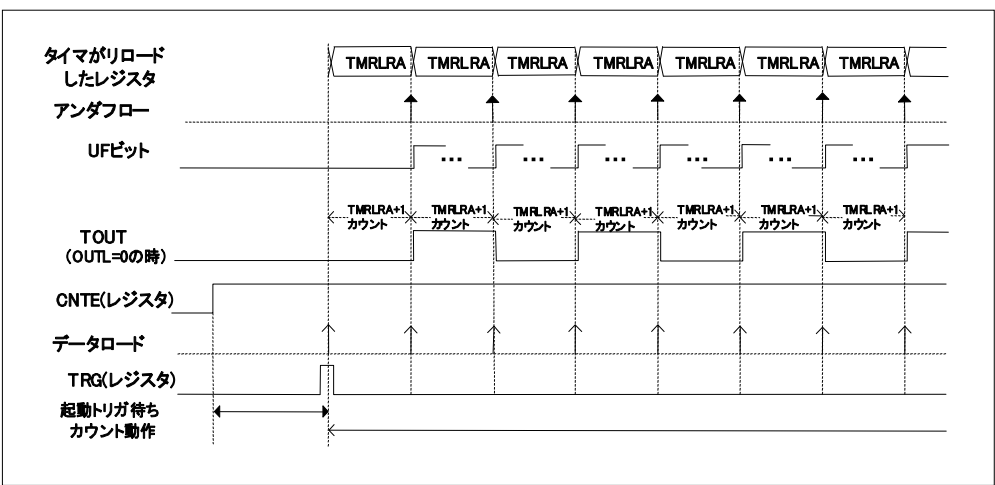 タイマがリロード
したレジスタ
TMRLRA TMRLRA TMRLRA TMRLRA TMRLRA TMRLRA TMRLRA
アンダフロー
UFビット
... ... ... ... ... ...
TMRLRA+1 TMRLRA+1 TMRLRA+1 TMRLRA+1 TMRLRA+1 TMRLRA+1 TMRLRA+1
カウント カウント カウント カウント カウント カウント カウント
TOUT
(OUTL=0の時)
CNTE(レジスタ)
データロード
TRG(レジスタ)
起動トリガ待ち
カウント動作